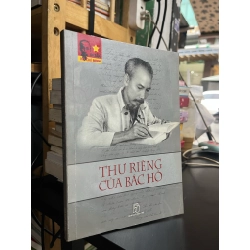 THƯ RIÊNG
CỦA BÁC HỒ